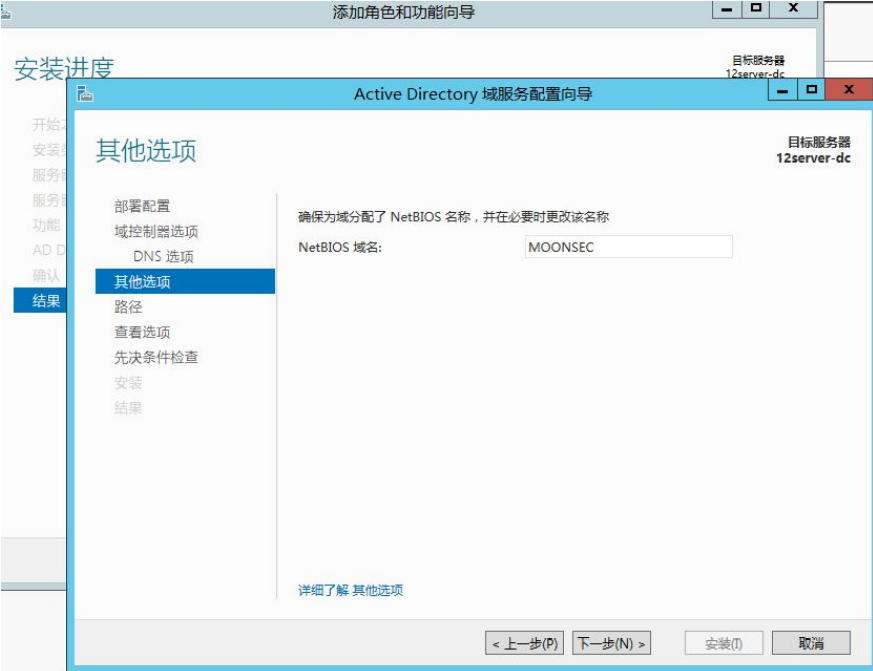 添加角色和功能向导
安装进度
目标服务器
12server-dc
Active Directory 域服务配置向导
开始
安装
服务
服务
功能
AD D
确认
结果
其他选项
目标服务器
12server-dc
部署配置
域控制器选项
DNS 选项
其他选项
路径
查看选项
先决条件检查
安装
结果
确保为域分配了 NetBIOS 名称，并在必要时更改该名称
NetBIOS 域名: MOONSEC
详细了解 其他选项
< 上一步(P) 下一步(N) > 安装(I) 取消